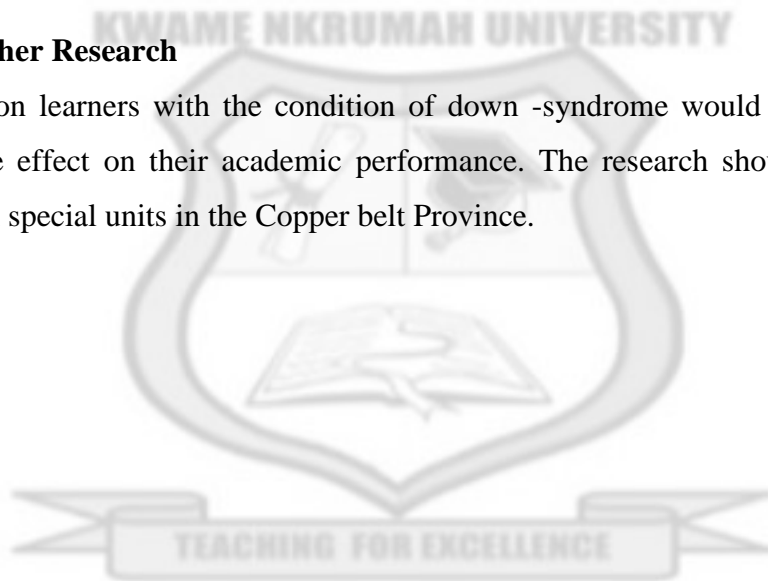 KWAME NKRUMAH UNIVERSITY
her Research
on learners with the condition of down -syndrome would
e effect on their academic performance. The research sho
special units in the Copper belt Province.
TEACHING FOR EXCELLENCE